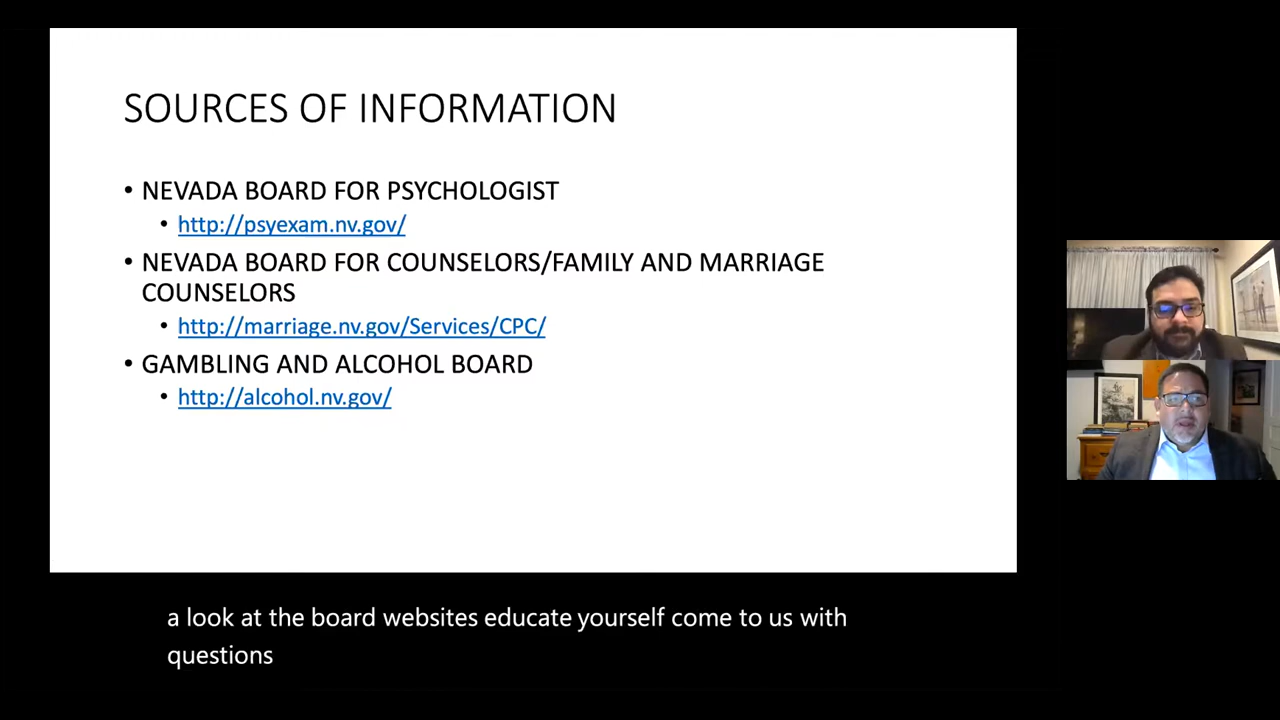 SOURCES OF INFORMATION
• NEVADA BOARD FOR PSYCHOLOGIST
• http://psyexam.nv.gov/
• NEVADA BOARD FOR COUNSELORS/FAMILY AND MARRIAGE
COUNSELORS
• http://marriage.nv.gov/Services/CPC/
• GAMBLING AND ALCOHOL BOARD
• http://alcohol.nv.gov/
a look at the board websites educate yourself come to us with
questions